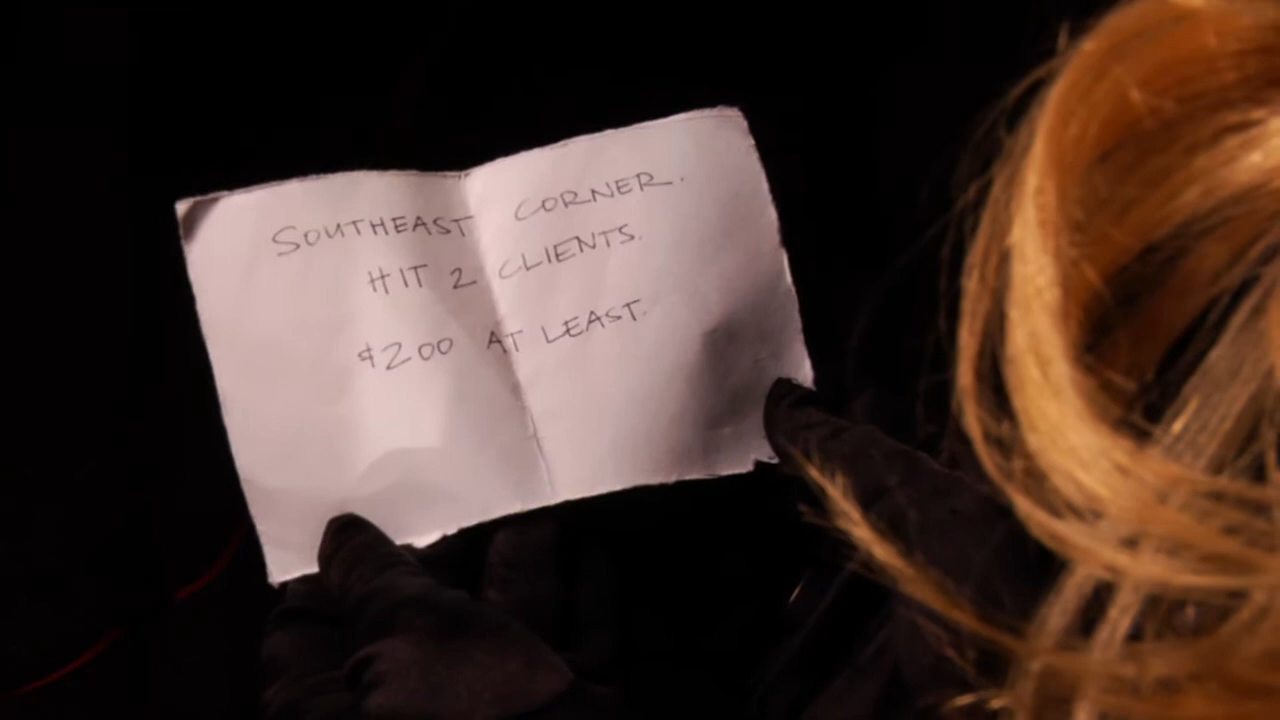 SOUTHEAST CORNER.
HIT 2 CLIENTS.
$200 AT LEAST.